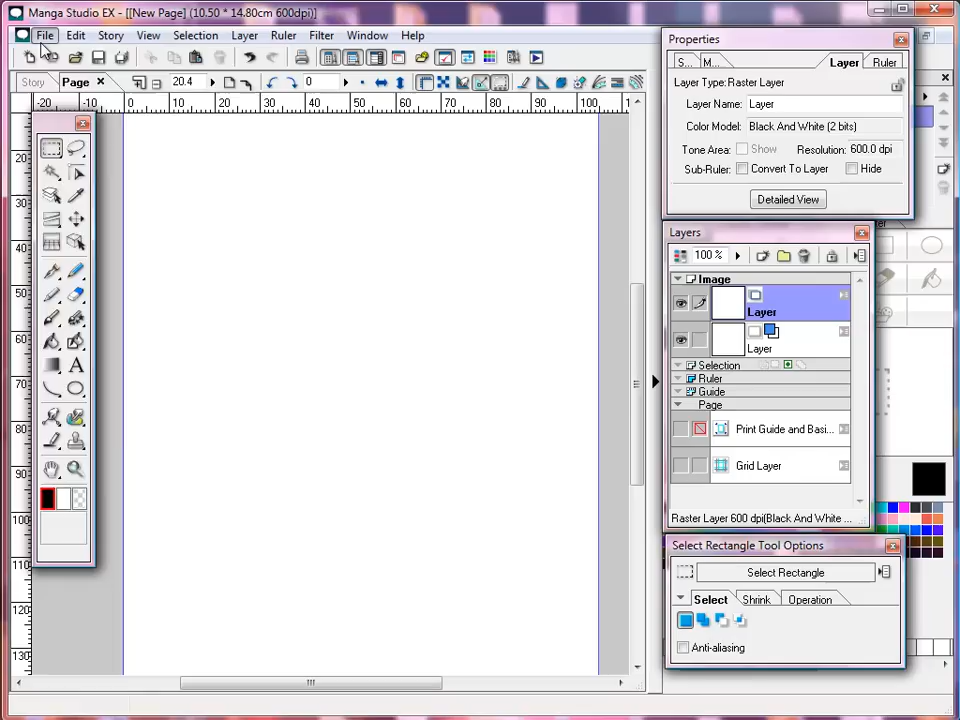 Manga Studio EX - [[New Page] (10.50 * 14.80cm 600dpi)]
File Edit Story View Selection Layer Ruler Filter Window Help
Story Page 20.4 0
-20 -10 0 10 20 30 40 50 60 70 80 90 100
20
30
40
50
60
70
80
90
100
110
120
130
Properties
S... M... Layer Ruler
Layer Type: Raster Layer
Layer Name: Layer
Color Model: Black And White (2 bits)
Tone Area: Show Resolution: 600.0 dpi
Sub-Ruler: Convert To Layer Hide
Detailed View
Layers
100 %
Image
Layer
Layer
Selection
Ruler
Guide
Page
Print Guide and Basi...
Grid Layer
Raster Layer 600 dpi(Black And White ...
Select Rectangle Tool Options
Select Rectangle
Select Shrink Operation
Anti-aliasing
A